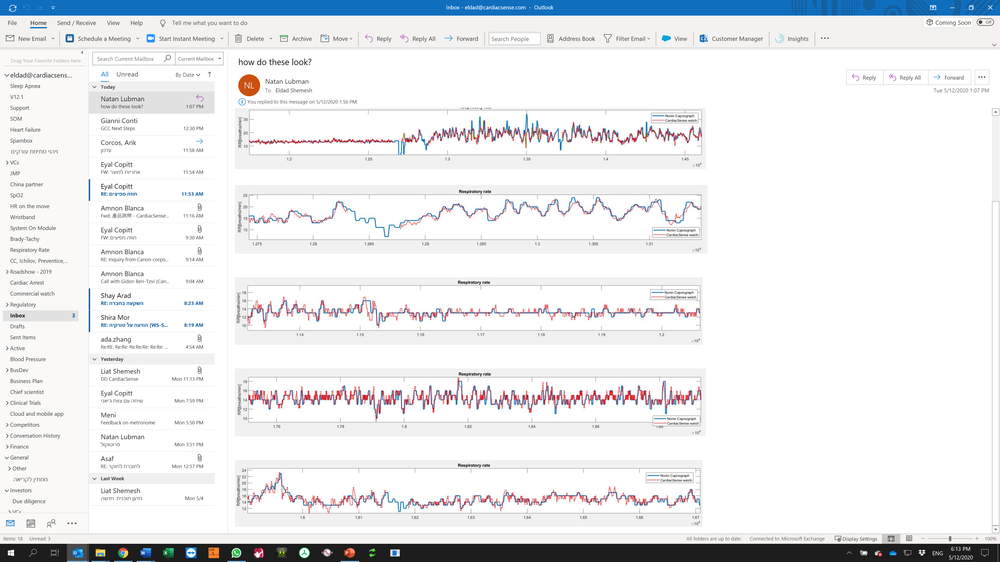 Inbox - eldad@cardiacsense.com - Outlook
File Home Send / Receive View Help Tell me what you want to do
Coming Soon Off
New Email Schedule a Meeting Start Instant Meeting Delete Archive Move Reply Reply All Forward Search People Address Book Filter Email View Customer Manager Insights
Drag Your Favorite Folders Here
eldad@cardiacsens...
Sleep Apnea
V12.1
Support
SOM
Heart Failure
Spambox
זיהוי סתימת עורקים
VCs
JMP
China partner
SpO2
HR on the move
Wristband
System On Module
Brady-Tachy
Respiratory Rate
CC, Ichilov, Preventice,...
Roadshow - 2019
Cardiac Arrest
Commercial watch
Regulatory
Inbox 3
Drafts
Sent Items
Active
Blood Pressure
BusDev
Business Plan
Chief scientist
Clinical Trials
Cloud and mobile app
Competitors
Conversation History
Finance
General
Other
ממתין לקריאה
Investors
Due diligence
VCs
Search Current Mailbox Current Mailbox
All Unread By Date
Today
Natan Lubman
how do these look? 1:07 PM
Gianni Conti
GCC Next Steps 12:30 PM
Corcos, Arik
עדכון 11:58 AM
Eyal Copitt
FW: אחריות למוצר 11:54 AM
Eyal Copitt
RE: חוזה מפיצים 11:53 AM
Amnon Blanca
Fwd: 產品詢問 - CardiacSense... 11:16 AM
Eyal Copitt
FW: חוזה מפיצים 9:30 AM
Amnon Blanca
RE: Inquiry from Canon corpo... 9:14 AM
Amnon Blanca
Call with Gidon Ben-Tzvi (Can... 9:04 AM
Shay Arad
RE: השקעה בחברה 8:23 AM
Shira Mor
RE: הודעה על טורקיה [WS-S... 8:19 AM
ada.zhang
Re:RE: Re:Re: Re:Re:Re: Re:Re: ... 4:54 AM
Yesterday
Liat Shemesh
DD CardiacSense Mon 11:13 PM
Eyal Copitt
שיחה עם צוות ג'יאני Mon 7:59 PM
Meni
Feedback on metronome Mon 5:50 PM
Natan Lubman
פרוטוקול Mon 3:51 PM
Asaf
RE: לחוברת לחוקר Mon 12:57 PM
Last Week
Liat Shemesh
מדען תוכנית חדשה Mon 5/4
how do these look?
NL
Natan Lubman
To Eldad Shemesh
Reply Reply All Forward
Tue 5/12/2020 1:07 PM
You replied to this message on 5/12/2020 1:56 PM.
Respiratory rate
RR[breaths/min]
30
20
10
Nonin Capnograph
CardiacSense watch
1.2 1.25 1.3 1.35 1.4 1.45
×10⁴
Respiratory rate
RR[breaths/min]
25
20
15
10
Nonin Capnograph
CardiacSense watch
1.275 1.28 1.285 1.29 1.295 1.3 1.305 1.31
×10⁴
Respiratory rate
RR[breaths/min]
18
16
14
12
10
Nonin Capnograph
CardiacSense watch
1.14 1.15 1.16 1.17 1.18 1.19 1.2
×10⁴
Respiratory rate
RR[breaths/min]
18
16
14
12
10
Nonin Capnograph
CardiacSense watch
1.76 1.78 1.8 1.82 1.84 1.86 1.88
×10⁴
Respiratory rate
RR[breaths/min]
24
22
20
18
16
14
12
Nonin Capnograph
CardiacSense watch
1.6 1.61 1.62 1.63 1.64 1.65 1.66 1.67
×10⁴
Items: 18 Unread: 3
All folders are up to date. Connected to: Microsoft Exchange Display Settings 100%
EDF
ENG
6:13 PM
5/12/2020